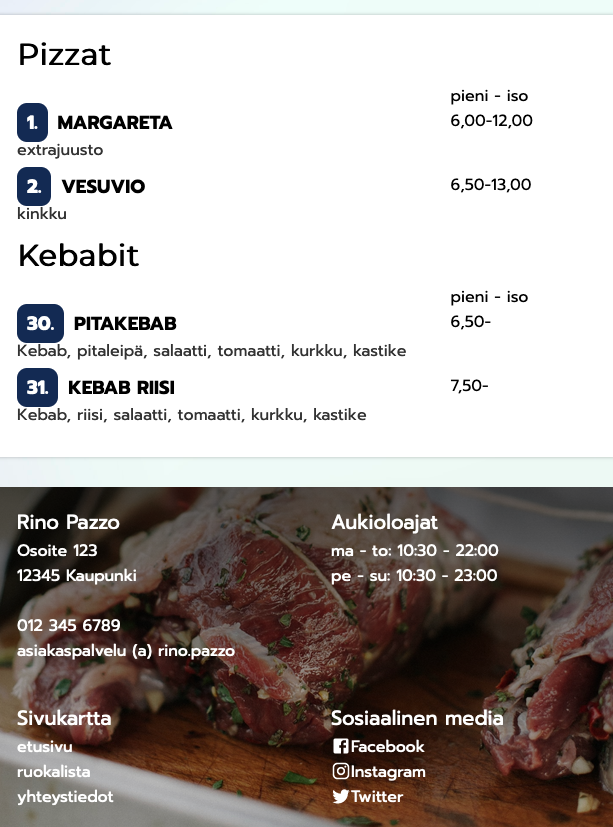 Pizzat
pieni - iso
1. MARGARETA 6,00-12,00
extrajuusto
2. VESUVIO 6,50-13,00
kinkku
Kebabit
pieni - iso
30. PITAKEBAB 6,50-
Kebab, pitaleipä, salaatti, tomaatti, kurkku, kastike
31. KEBAB RIISI 7,50-
Kebab, riisi, salaatti, tomaatti, kurkku, kastike
Rino Pazzo
Osoite 123
12345 Kaupunki
012 345 6789
asiakaspalvelu (a) rino.pazzo
Aukioloajat
ma - to: 10:30 - 22:00
pe - su: 10:30 - 23:00
Sivukartta
etusivu
ruokalista
yhteystiedot
Sosiaalinen media
Facebook
Instagram
Twitter